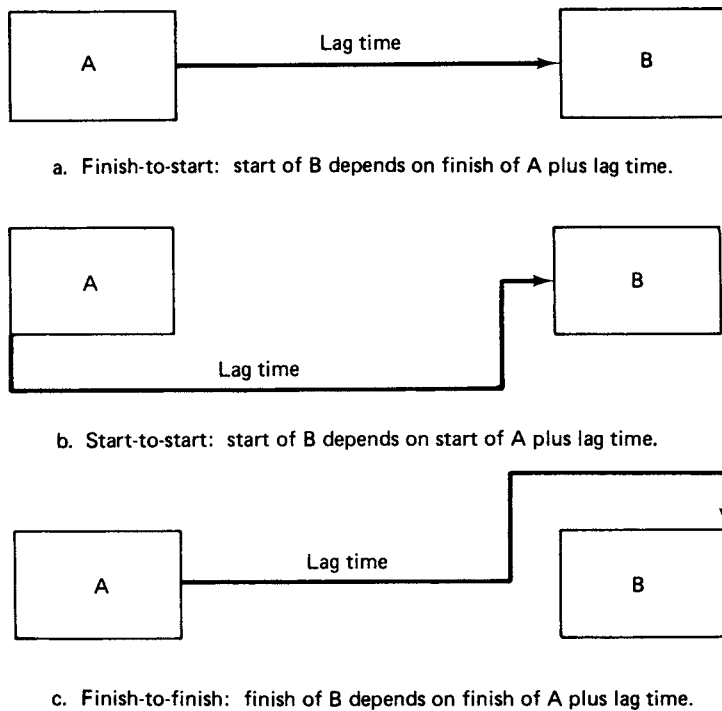 Lag time
A
B
a. Finish-to-start: start of B depends on finish of A plus lag time.
A
B
Lag time
b. Start-to-start: start of B depends on start of A plus lag time.
Lag time
A
B
c. Finish-to-finish: finish of B depends on finish of A plus lag time.